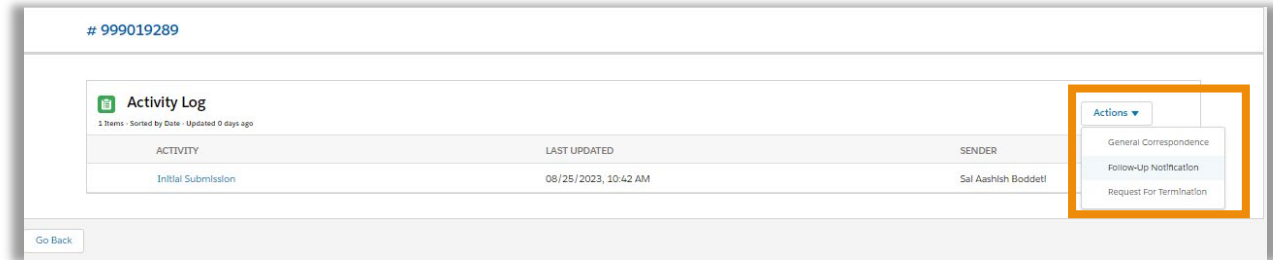 # 999019289
Activity Log
1 Items · Sorted by Date · Updated 0 days ago
Actions ▼
ACTIVITY LAST UPDATED SENDER
General Correspondence
Initial Submission 08/25/2023, 10:42 AM Sai Aashish Boddeti
Follow-Up Notification
Request For Termination
Go Back